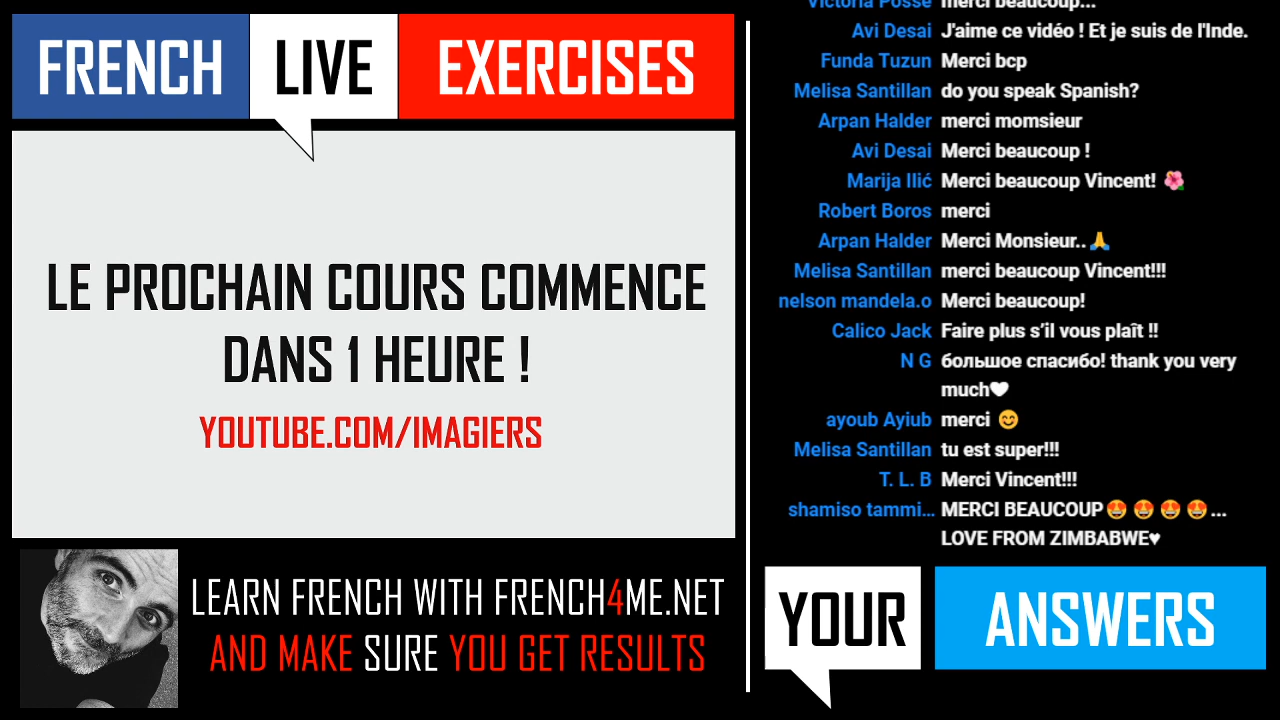 FRENCH LIVE EXERCISES
LE PROCHAIN COURS COMMENCE
DANS 1 HEURE !
YOUTUBE.COM/IMAGIERS
LEARN FRENCH WITH FRENCH4ME.NET
AND MAKE SURE YOU GET RESULTS
Victoria Posse merci beaucoup...
Avi Desai J'aime ce vidéo ! Et je suis de l'Inde.
Funda Tuzun Merci bcp
Melisa Santillan do you speak Spanish?
Arpan Halder merci momsieur
Avi Desai Merci beaucoup !
Marija Ilić Merci beaucoup Vincent! 🌺
Robert Boros merci
Arpan Halder Merci Monsieur.. 🙏
Melisa Santillan merci beaucoup Vincent!!!
nelson mandela.o Merci beaucoup!
Calico Jack Faire plus s’il vous plaît !!
N G большое спасибо! thank you very
much🤍
ayoub Ayiub merci 😊
Melisa Santillan tu est super!!!
T. L. B Merci Vincent!!!
shamiso tammi... MERCI BEAUCOUP😍😍😍😍...
LOVE FROM ZIMBABWE♥
YOUR ANSWERS